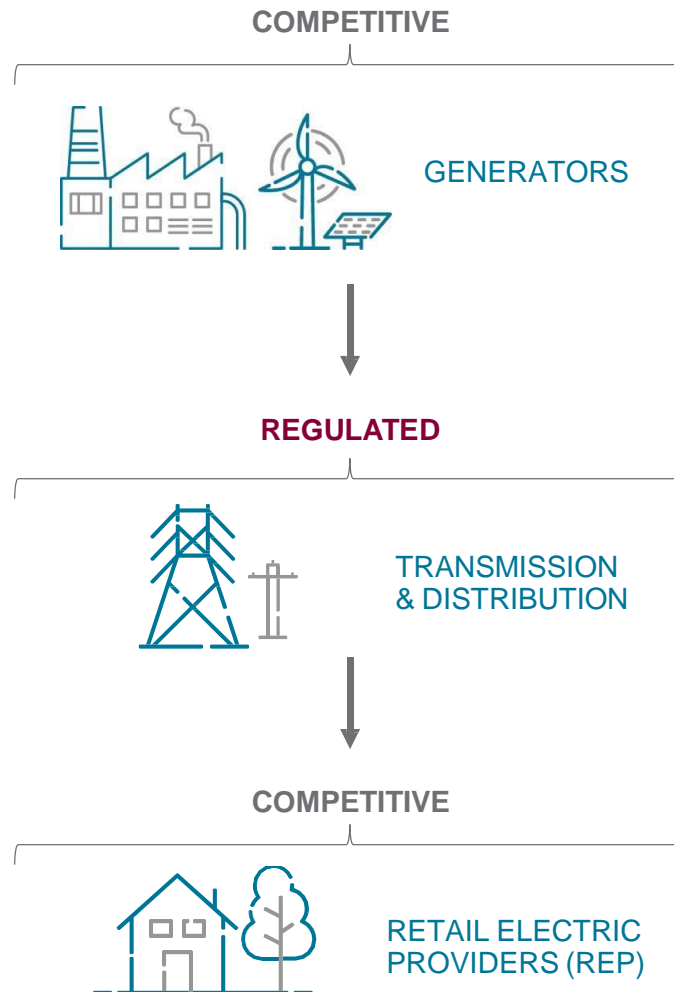 COMPETITIVE
GENERATORS
REGULATED
TRANSMISSION
& DISTRIBUTION
COMPETITIVE
RETAIL ELECTRIC
PROVIDERS (REP)